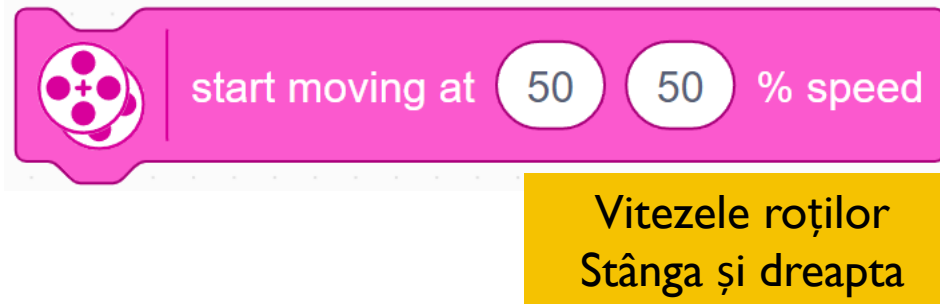 start moving at 50 50 % speed
Vitezele roților
Stânga și dreapta